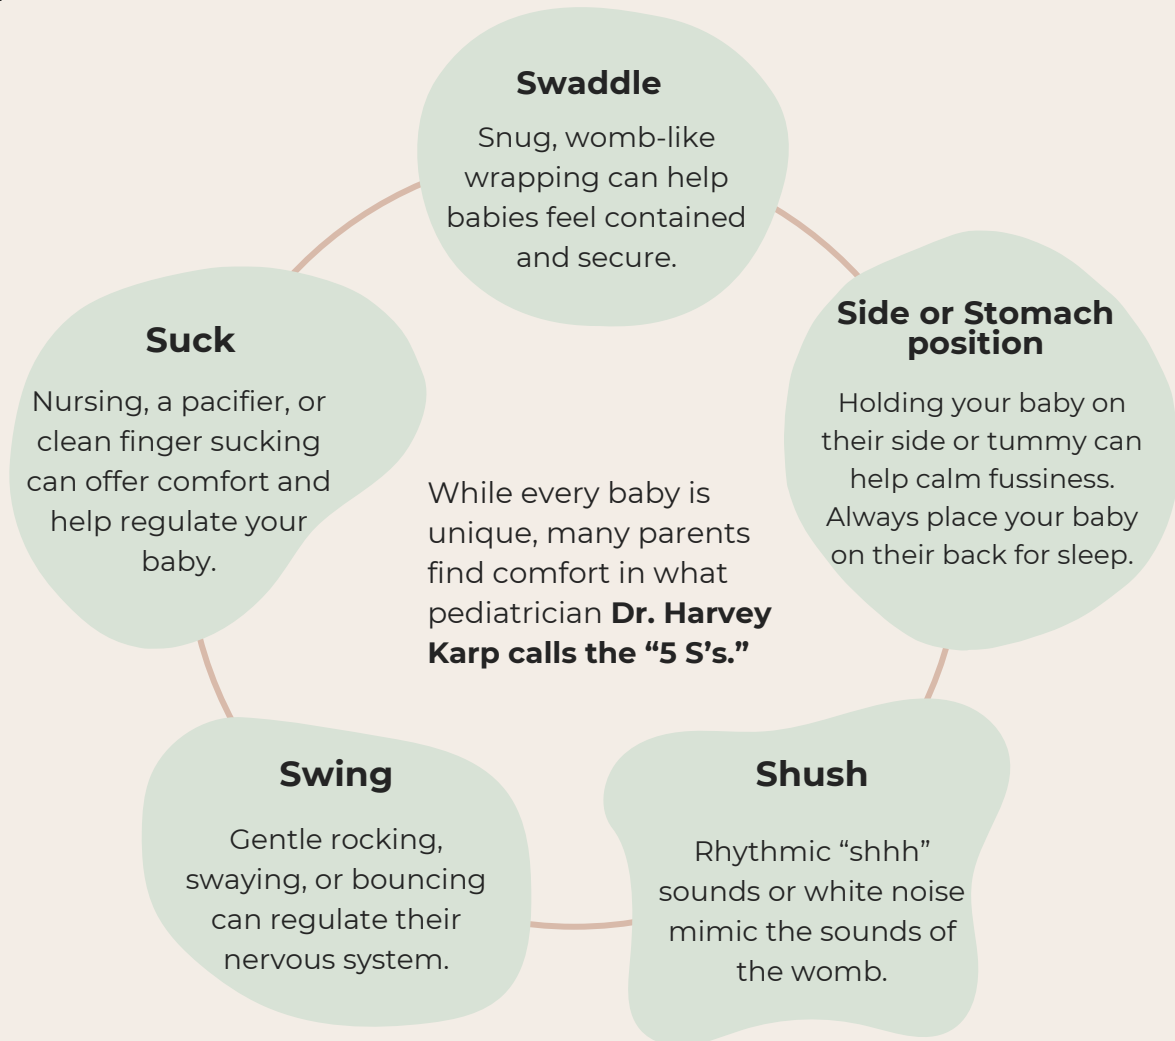 Swaddle
Snug, womb-like
wrapping can help
babies feel contained
and secure.
Side or Stomach
position
Holding your baby on
their side or tummy can
help calm fussiness.
Always place your baby
on their back for sleep.
Suck
Nursing, a pacifier, or
clean finger sucking
can offer comfort and
help regulate your
baby.
While every baby is
unique, many parents
find comfort in what
pediatrician Dr. Harvey
Karp calls the “5 S’s.”
Swing
Gentle rocking,
swaying, or bouncing
can regulate their
nervous system.
Shush
Rhythmic “shhh”
sounds or white noise
mimic the sounds of
the womb.